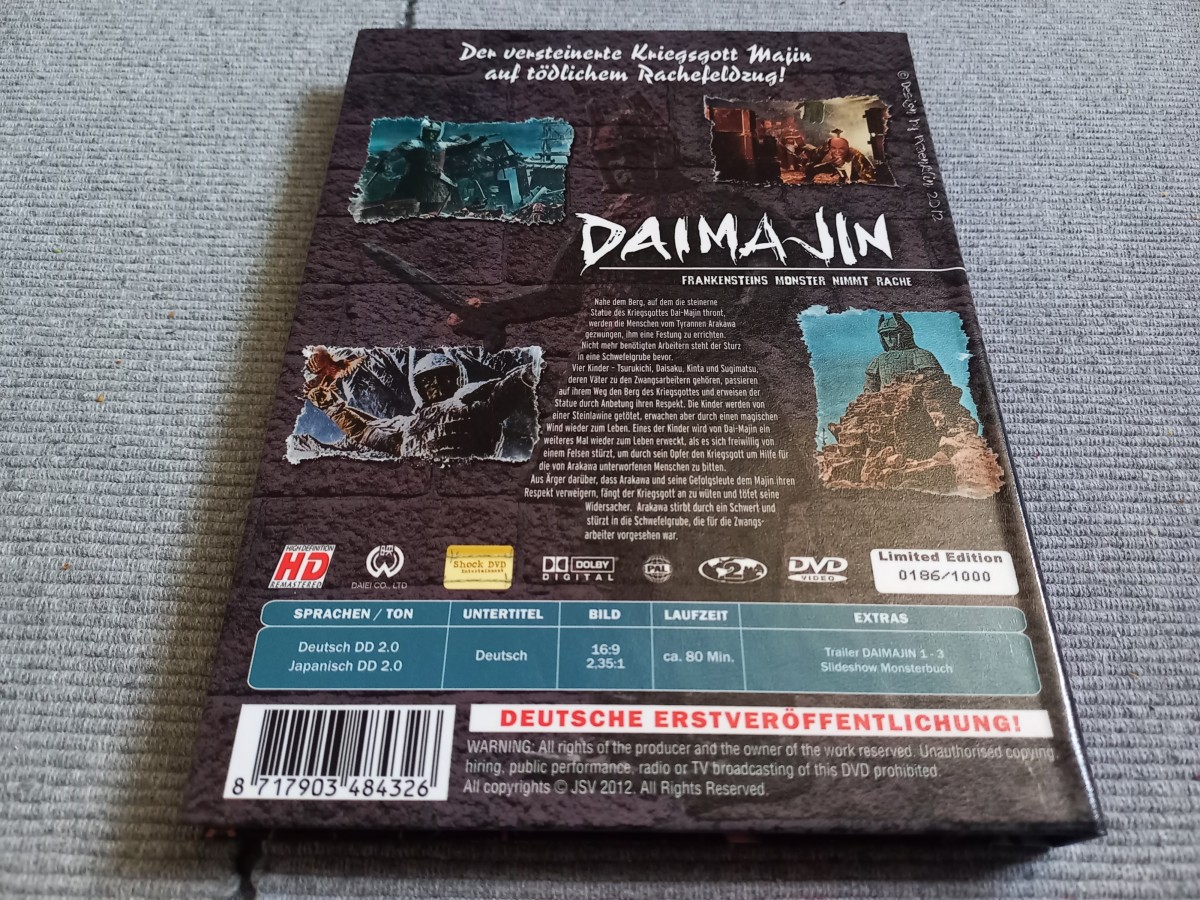 Der versteinerte Kriegsgott Majin
auf tödlichem Rachefeldzug!
DAIMAJIN
FRANKENSTEINS MONSTER NIMMT RACHE
Nahe dem Berg, auf dem die steinerne
Statue des Kriegsgottes Dai-Majin thront,
werden die Menschen vom Tyrannen Arakawa
gezwungen, ihm eine Festung zu errichten.
Nicht mehr benötigten Arbeitern steht der Sturz
in eine Schwefelgrube bevor.
Vier Kinder - Tsurukichi, Daisaku, Kinta und Sugimatsu,
deren Väter zu den Zwangsarbeitern gehören, passieren
auf ihrem Weg den Berg des Kriegsgottes und erweisen der
Statue durch Anbetung ihren Respekt. Die Kinder werden von
einer Steinlawine getötet, erwachen aber durch einen magischen
Wind wieder zum Leben. Eines der Kinder wird von Dai-Majin ein
weiteres Mal wieder zum Leben erweckt, als es sich freiwillig von
einem Felsen stürzt, um durch sein Opfer den Kriegsgott um Hilfe für
die von Arakawa unterworfenen Menschen zu bitten.
Aus Ärger darüber, dass Arakawa und seine Gefolgsleute dem Majin ihren
Respekt verweigern, fängt der Kriegsgott an zu wüten und tötet seine
Widersacher. Arakawa stirbt durch ein Schwert und
stürzt in die Schwefelgrube, die für die Zwangs-
arbeiter vorgesehen war.
HIGH DEFINITION
HD
REMASTERED
DAIEI CO., LTD
Shock DVD
Entertainment
DOLBY
DIGITAL
PAL
2
DVD
VIDEO
Limited Edition
0186/1000
SPRACHEN / TON UNTERTITEL BILD LAUFZEIT EXTRAS
Deutsch DD 2.0
Japanisch DD 2.0
Deutsch
16:9
2,35:1
ca. 80 Min.
Trailer DAIMAJIN 1 - 3
Slideshow Monsterbuch
8 717903 484326
DEUTSCHE ERSTVERÖFFENTLICHUNG!
WARNING: All rights of the producer and the owner of the work reserved. Unauthorised copying
hiring, public performance, radio or TV broadcasting of this DVD prohibited.
All copyrights © JSV 2012. All Rights Reserved.